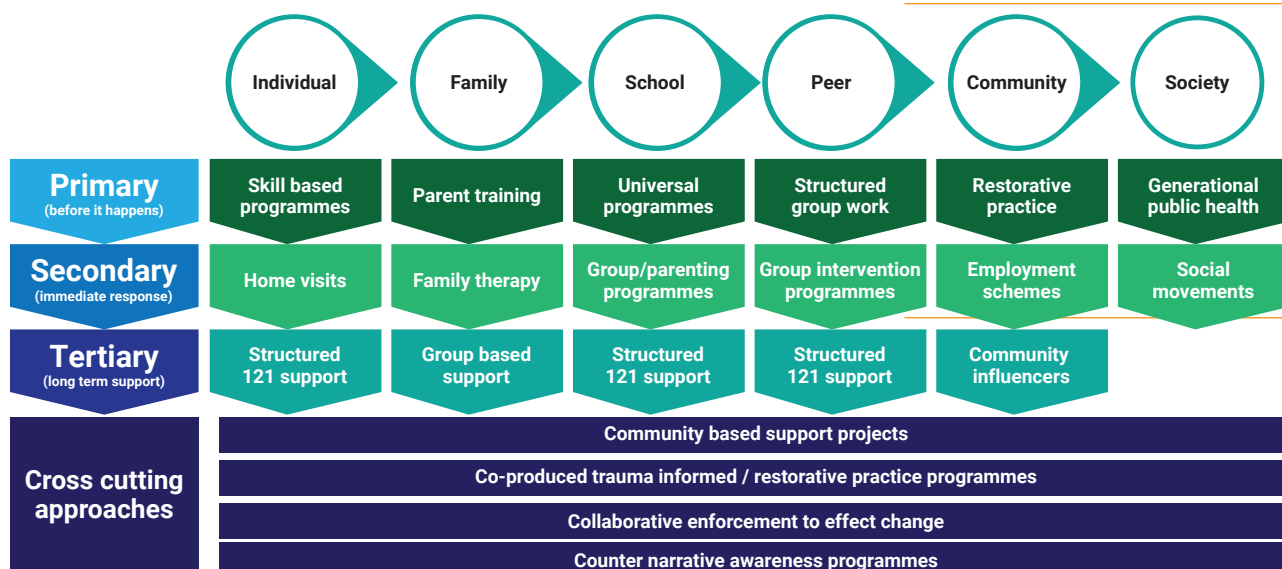 Individual
Family
School
Peer
Community
Society
Primary
(before it happens)
Skill based
programmes
Parent training
Universal
programmes
Structured
group work
Restorative
practice
Generational
public health
Secondary
(immediate response)
Home visits
Family therapy
Group/parenting
programmes
Group intervention
programmes
Employment
schemes
Social
movements
Tertiary
(long term support)
Structured
121 support
Group based
support
Structured
121 support
Structured
121 support
Community
influencers
Cross cutting
approaches
Community based support projects
Co-produced trauma informed / restorative practice programmes
Collaborative enforcement to effect change
Counter narrative awareness programmes